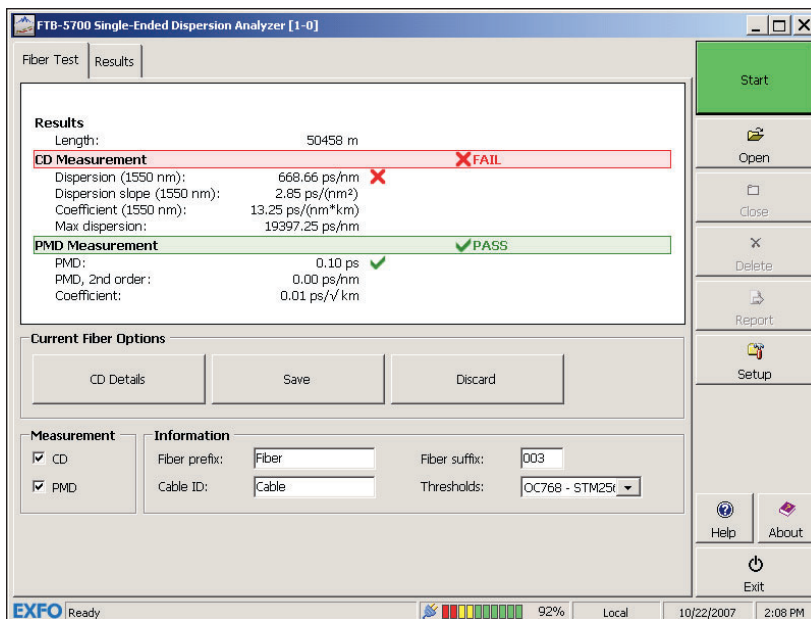 FTB-5700 Single-Ended Dispersion Analyzer [1-0]
Fiber Test Results
Start
Results
Length: 50458 m
CD Measurement FAIL
Dispersion (1550 nm): 668.66 ps/nm
Dispersion slope (1550 nm): 2.85 ps/(nm²)
Coefficient (1550 nm): 13.25 ps/(nm*km)
Max dispersion: 19397.25 ps/nm
PMD Measurement PASS
PMD: 0.10 ps
PMD, 2nd order: 0.00 ps/nm
Coefficient: 0.01 ps/√km
Open
Close
Delete
Report
Setup
Current Fiber Options
CD Details Save Discard
Measurement Information
CD Fiber prefix: Fiber Fiber suffix: 003
PMD Cable ID: Cable Thresholds: OC768 - STM256
Help About
Exit
EXFO Ready 92% Local 10/22/2007 2:08 PM